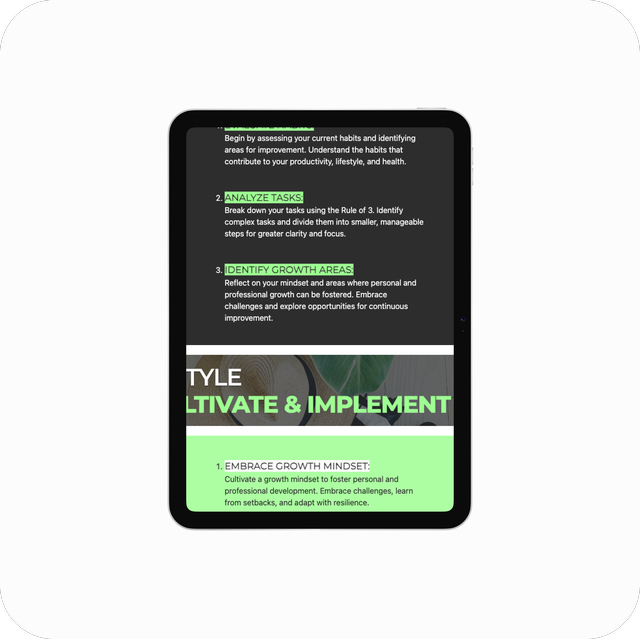 Begin by assessing your current habits and identifying
areas for improvement. Understand the habits that
contribute to your productivity, lifestyle, and health.
2. ANALYZE TASKS:
Break down your tasks using the Rule of 3. Identify
complex tasks and divide them into smaller, manageable
steps for greater clarity and focus.
3. IDENTIFY GROWTH AREAS:
Reflect on your mindset and areas where personal and
professional growth can be fostered. Embrace
challenges and explore opportunities for continuous
improvement.
TYLE
LTIVATE & IMPLEMENT
1. EMBRACE GROWTH MINDSET:
Cultivate a growth mindset to foster personal and
professional development. Embrace challenges, learn
from setbacks, and adapt with resilience.